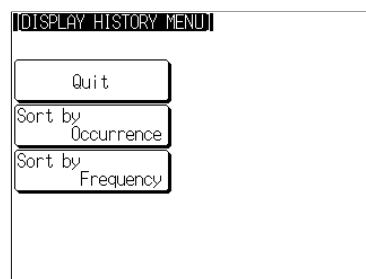 [DISPLAY HISTORY MENU]
Quit
Sort by
Occurrence
Sort by
Frequency